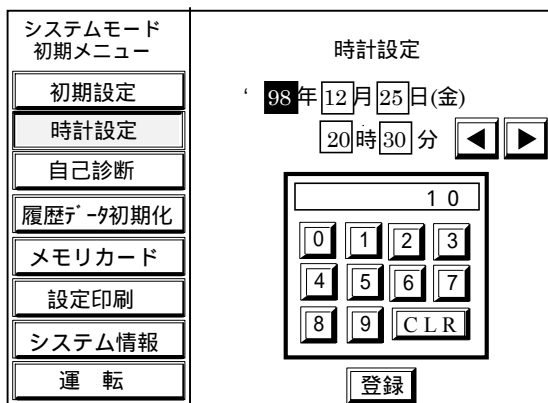 システムモード
初期メニュー
初期設定
時計設定
自己診断
履歴ﾃﾞｰﾀ初期化
メモリカード
設定印刷
システム情報
運　転
時計設定
‘ 98年12月25日(金)
20時30分 ◀ ▶
1 0
0 1 2 3
4 5 6 7
8 9 CLR
登録